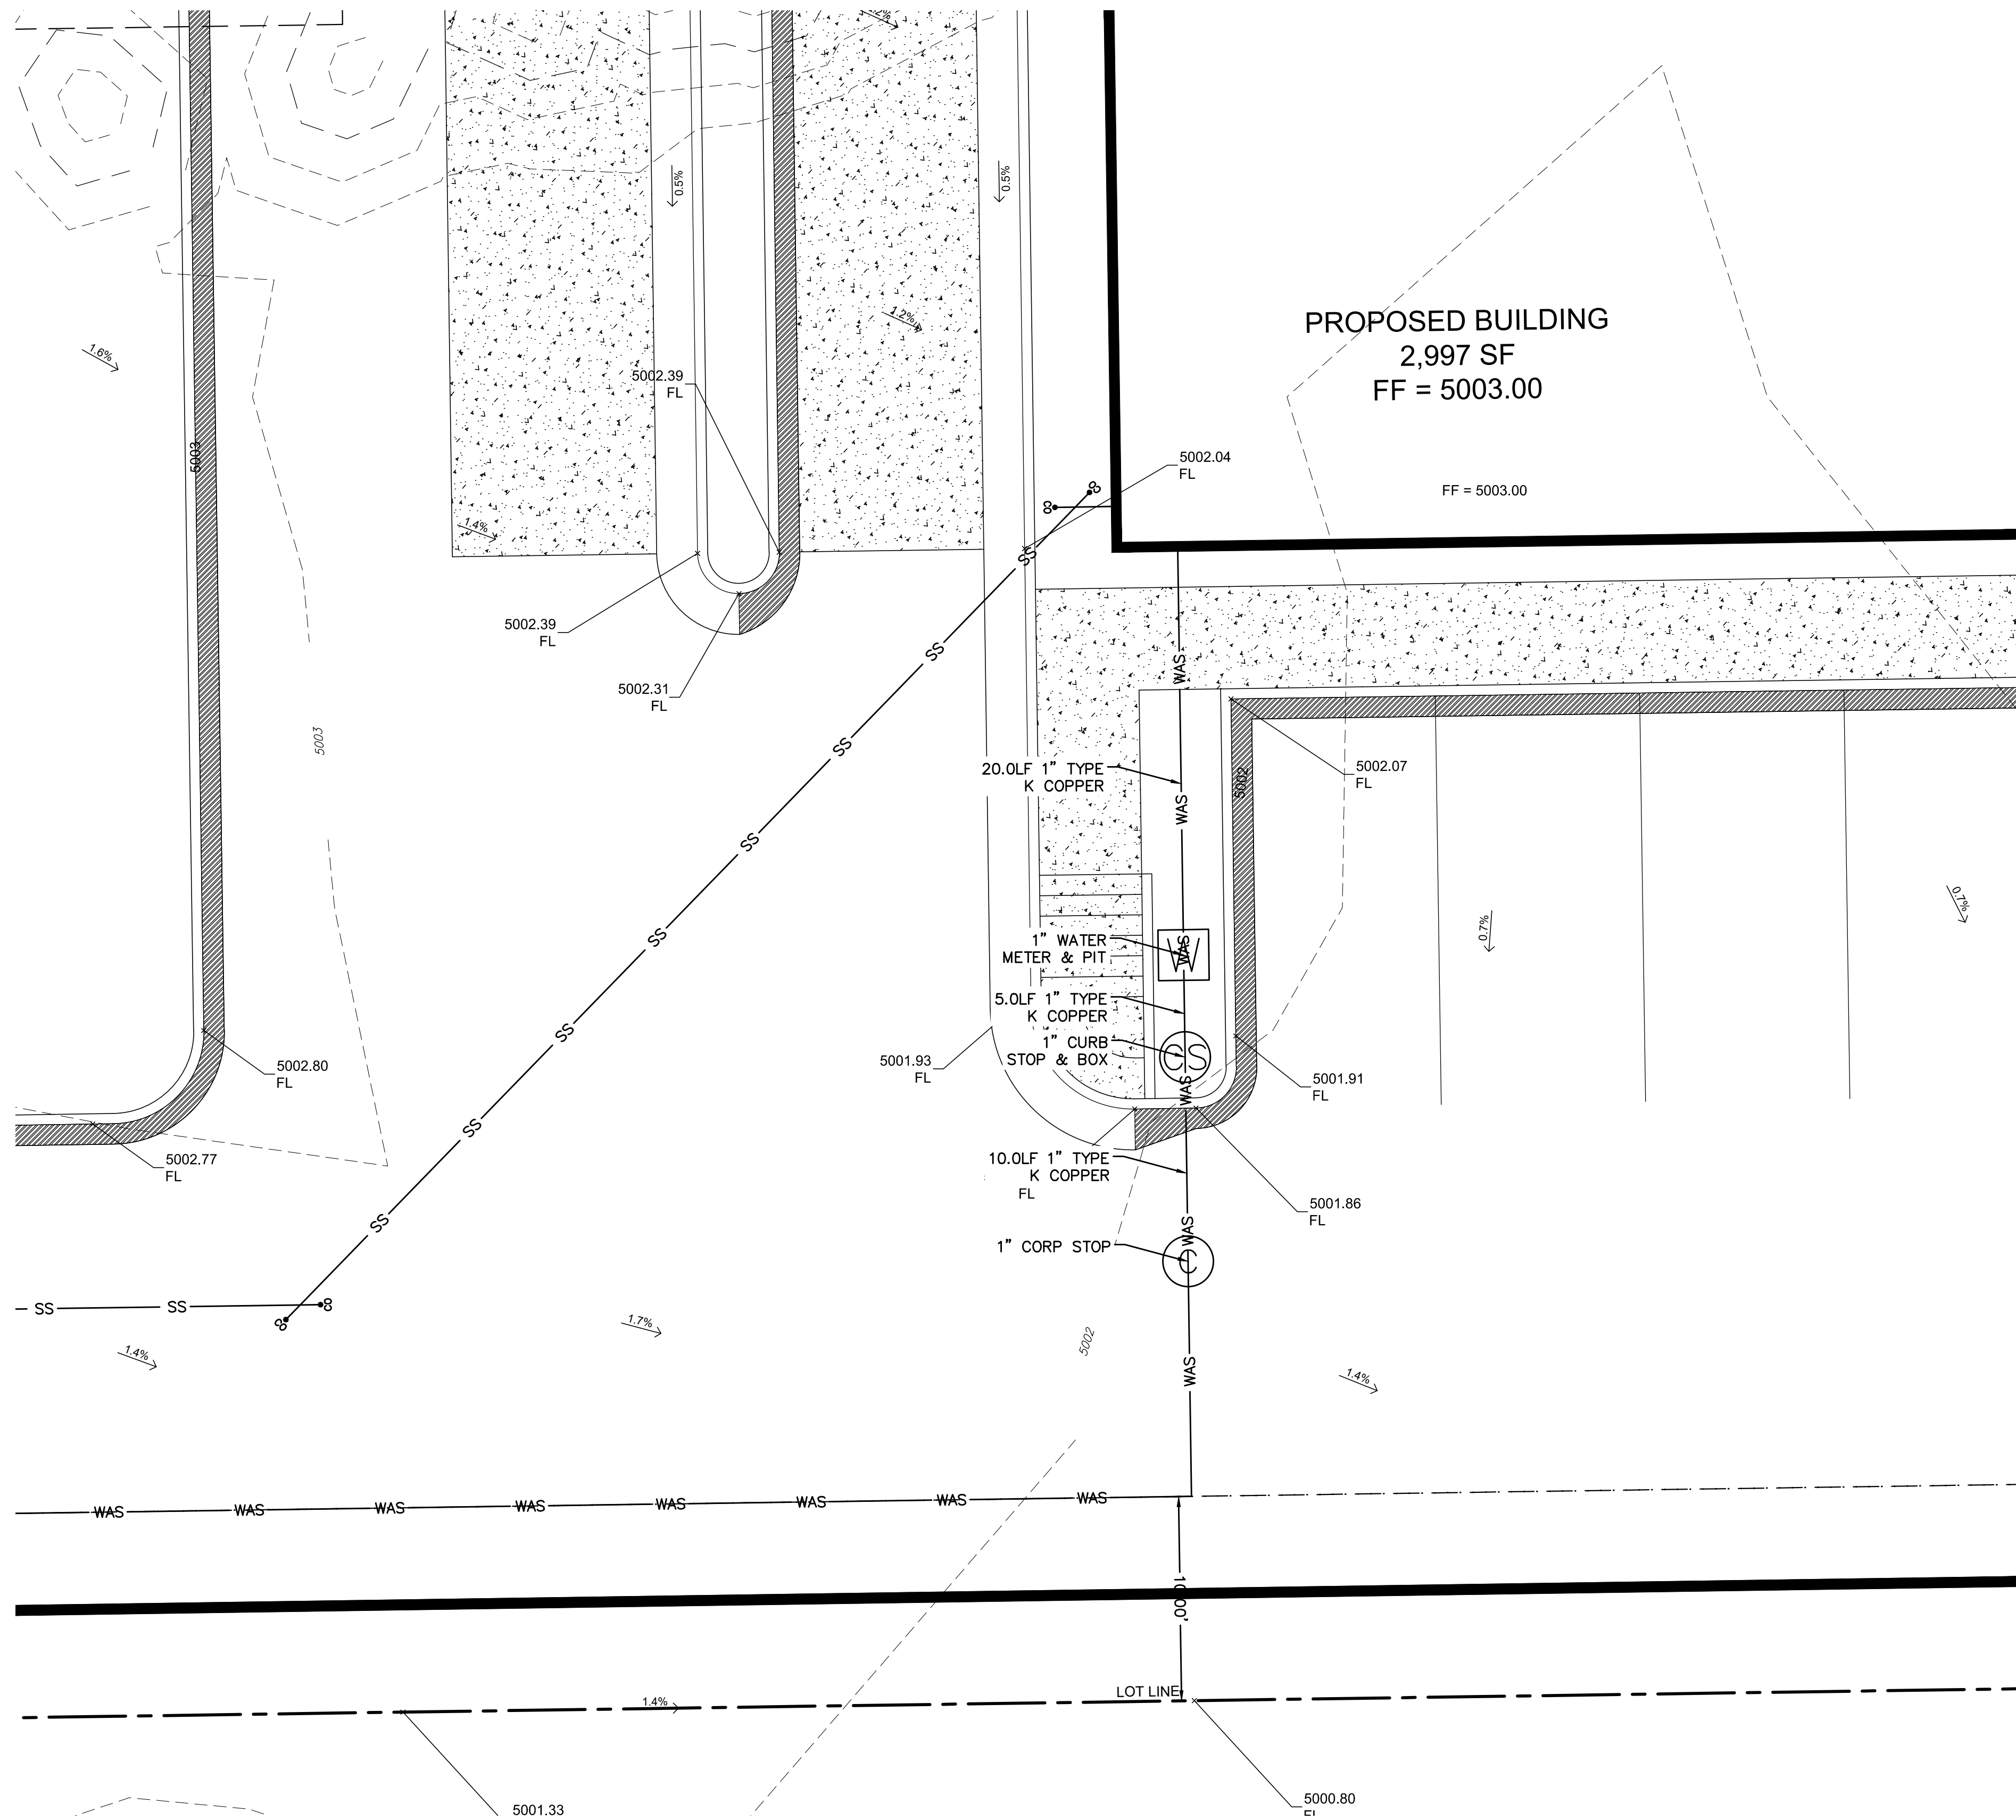 0.5%
0.5%
1.2%
PROPOSED BUILDING
2,997 SF
FF = 5003.00
1.6%
5002.39
FL
5003
5002.04
FL
FF = 5003.00
8
8
1.4%
SS
5002.39
FL
SS
WAS
5002.31
FL
5003
SS
20.0LF 1" TYPE
K COPPER
WAS
5002
5002.07
FL
SS
SS
1" WATER
METER & PIT
W
WAS
0.7%
0.7%
5.0LF 1" TYPE
K COPPER
SS
1" CURB
STOP & BOX
CS
5001.93
FL
5002.80
FL
WAS
5001.91
FL
SS
5002.77
FL
10.0LF 1" TYPE
K COPPER
FL
5001.86
FL
SS
WAS
1" CORP STOP
C
SS
SS
8
8
1.7%
1.4%
5002
WAS
1.4%
WAS
WAS
WAS
WAS
WAS
WAS
WAS
WAS
LOT LINE
1.4%
5001.33
5000.80
FL